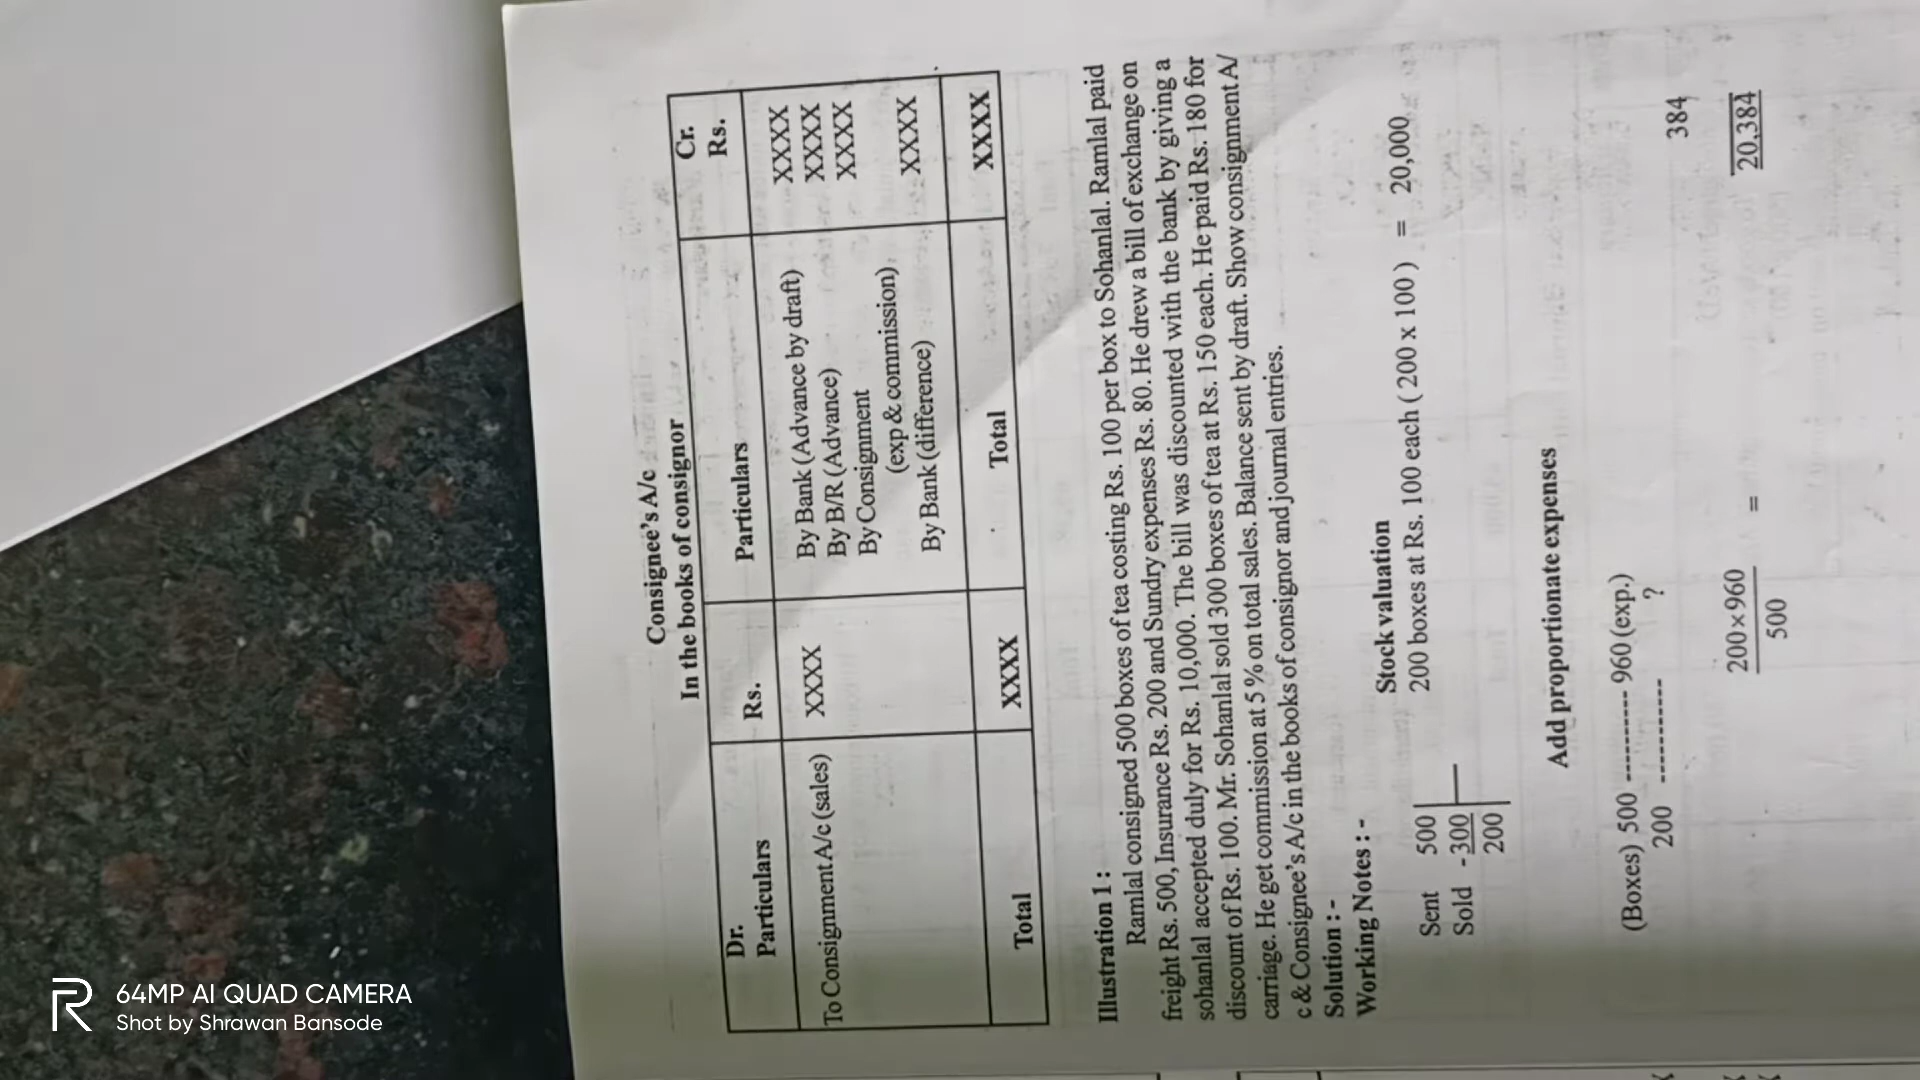 Consignee's A/c
In the books of consignor
Dr. Cr.
Particulars Rs. Particulars Rs.
To Consignment A/c (sales) XXXX By Bank (Advance by draft) XXXX
By B/R (Advance) XXXX
By Consignment XXXX
(exp & commission)
By Bank (difference) XXXX
Total XXXX Total XXXX
Illustration 1 :
Ramlal consigned 500 boxes of tea costing Rs. 100 per box to Sohanlal. Ramlal paid
freight Rs. 500, Insurance Rs. 200 and Sundry expenses Rs. 80. He drew a bill of exchange on
sohanlal accepted duly for Rs. 10,000. The bill was discounted with the bank by giving a
discount of Rs. 100. Mr. Sohanlal sold 300 boxes of tea at Rs. 150 each. He paid Rs. 180 for
carriage. He get commission at 5 % on total sales. Balance sent by draft. Show consignment A/
c & Consignee's A/c in the books of consignor and journal entries.
Solution : -
Working Notes : -
Stock valuation
Sent 500 200 boxes at Rs. 100 each ( 200 x 100 ) = 20,000
Sold - 300
200
Add proportionate expenses
(Boxes) 500 ----------- 960 (exp.)
200 ------------ ? 384
200×960
500
= 20,384
64MP AI QUAD CAMERA
Shot by Shrawan Bansode